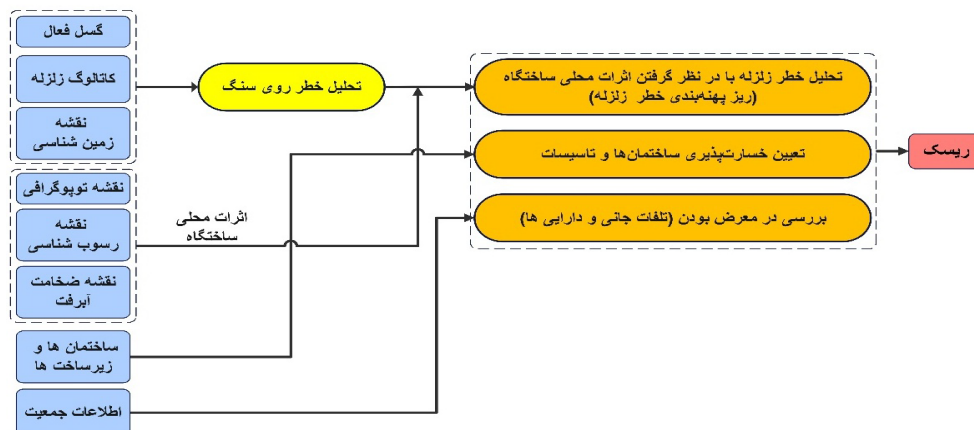 گسل فعال
کاتالوگ زلزله
نقشه
زمین شناسی
نقشه توپوگرافی
نقشه
رسوب شناسی
نقشه ضخامت
آبرفت
ساختمان ها و
زیرساخت ها
اطلاعات جمعیت
تحلیل خطر روی سنگ
اثرات محلی
ساختگاه
تحلیل خطر زلزله با در نظر گرفتن اثرات محلی ساختگاه
(ریز پهنه‌بندی خطر زلزله)
تعیین خسارت‌پذیری ساختمان‌ها و تاسیسات
بررسی در معرض بودن (تلفات جانی و دارایی ها)
ریسک